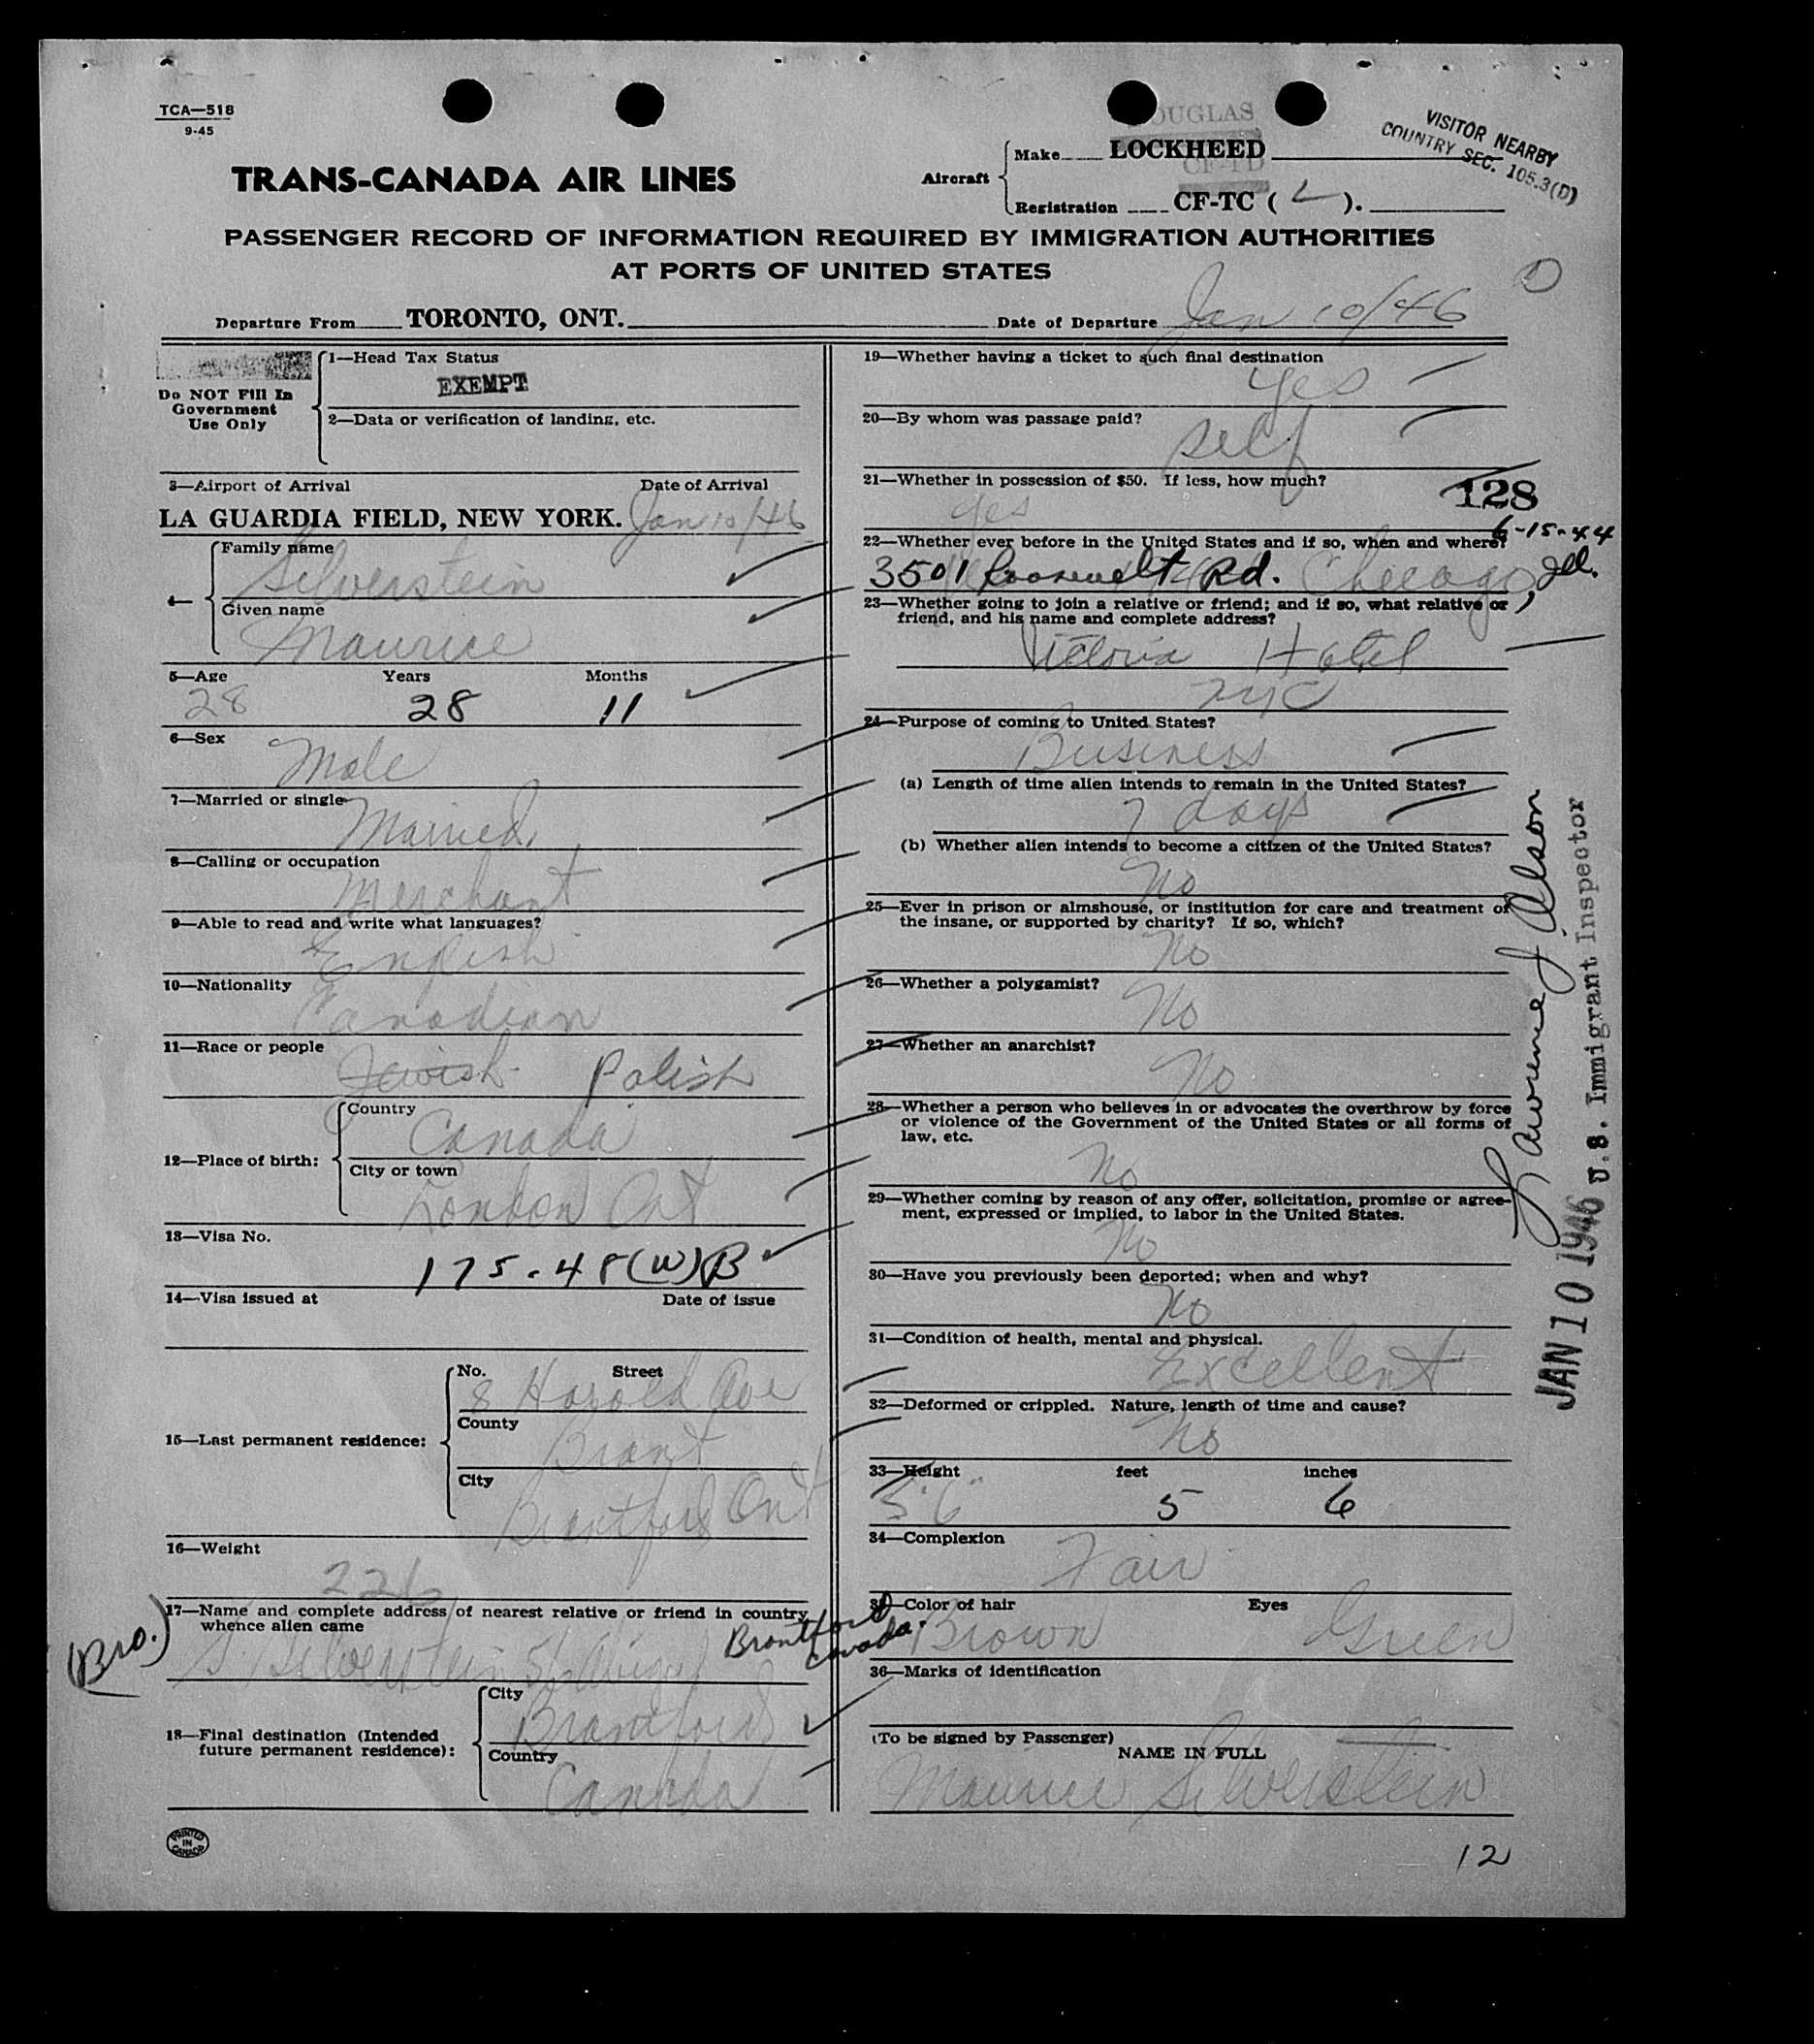 TCA—518
9-45
DOUGLAS
VISITOR NEARBY
COUNTRY SEC. 105.3(D)
TRANS-CANADA AIR LINES
Aircraft
Make LOCKHEED
CF-TD
Registration CF-TC ( L ).
PASSENGER RECORD OF INFORMATION REQUIRED BY IMMIGRATION AUTHORITIES
AT PORTS OF UNITED STATES
Departure From TORONTO, ONT. Date of Departure Jan 10/46
Do NOT Fill In
Government
Use Only
1—Head Tax Status
EXEMPT
2—Data or verification of landing, etc.
3—Airport of Arrival Date of Arrival
LA GUARDIA FIELD, NEW YORK. Jan 10/46
4—
Family name
Silverstein
Given name
Maurice
5—Age Years Months
28 28 11
6—Sex
Male
7—Married or single
Married
8—Calling or occupation
Merchant
9—Able to read and write what languages?
English
10—Nationality
Canadian
11—Race or people
Jewish Polish
12—Place of birth:
Country
Canada
City or town
London Ont
13—Visa No.
175.48(W)B
14—Visa issued at Date of issue
15—Last permanent residence:
No. Street
8 Harold Ave
County
Brant
City
Brantford Ont
16—Weight
226
17—Name and complete address of nearest relative or friend in country
whence alien came
(Bro.)
S. Silverstein 56 Brantford
Canada.
18—Final destination (Intended
future permanent residence):
City
Brantford
Country
Canada
PRINTED
IN
CANADA
19—Whether having a ticket to such final destination
yes
20—By whom was passage paid?
self
21—Whether in possession of $50. If less, how much?
yes
128
22—Whether ever before in the United States and if so, when and where?
6-15-44
3501 Roosevelt Rd. Chicago, Ill.
23—Whether going to join a relative or friend; and if so, what relative or
friend, and his name and complete address?
Victoria Hotel
NYC
24—Purpose of coming to United States?
Business
(a) Length of time alien intends to remain in the United States?
7 days
(b) Whether alien intends to become a citizen of the United States?
No
25—Ever in prison or almshouse, or institution for care and treatment of
the insane, or supported by charity? If so, which?
No
26—Whether a polygamist?
No
27—Whether an anarchist?
No
28—Whether a person who believes in or advocates the overthrow by force
or violence of the Government of the United States or all forms of
law, etc.
No
29—Whether coming by reason of any offer, solicitation, promise or agree-
ment, expressed or implied, to labor in the United States.
No
30—Have you previously been deported; when and why?
No
31—Condition of health, mental and physical.
Excellent
32—Deformed or crippled. Nature, length of time and cause?
No
33—Height feet inches
5'6" 5 6
34—Complexion
Fair
35—Color of hair Eyes
Brown Green
36—Marks of identification
(To be signed by Passenger)
NAME IN FULL
Maurice Silverstein
12
JAN 10 1946 U.S. Immigrant Inspector